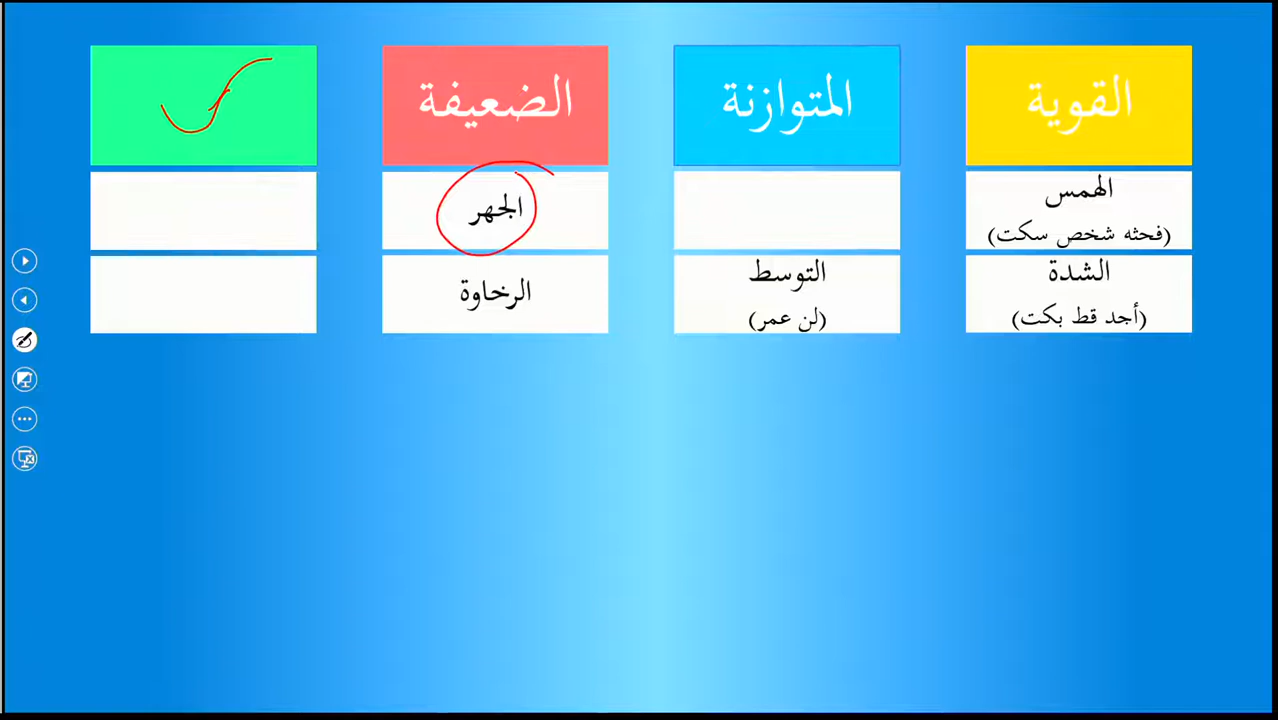 القوية
المتوازنة
الضعيفة
الهمس
(فحثه شخص سكت)
الجهر
الشدة
(أجد قط بكت)
التوسط
(لن عمر)
الرخاوة